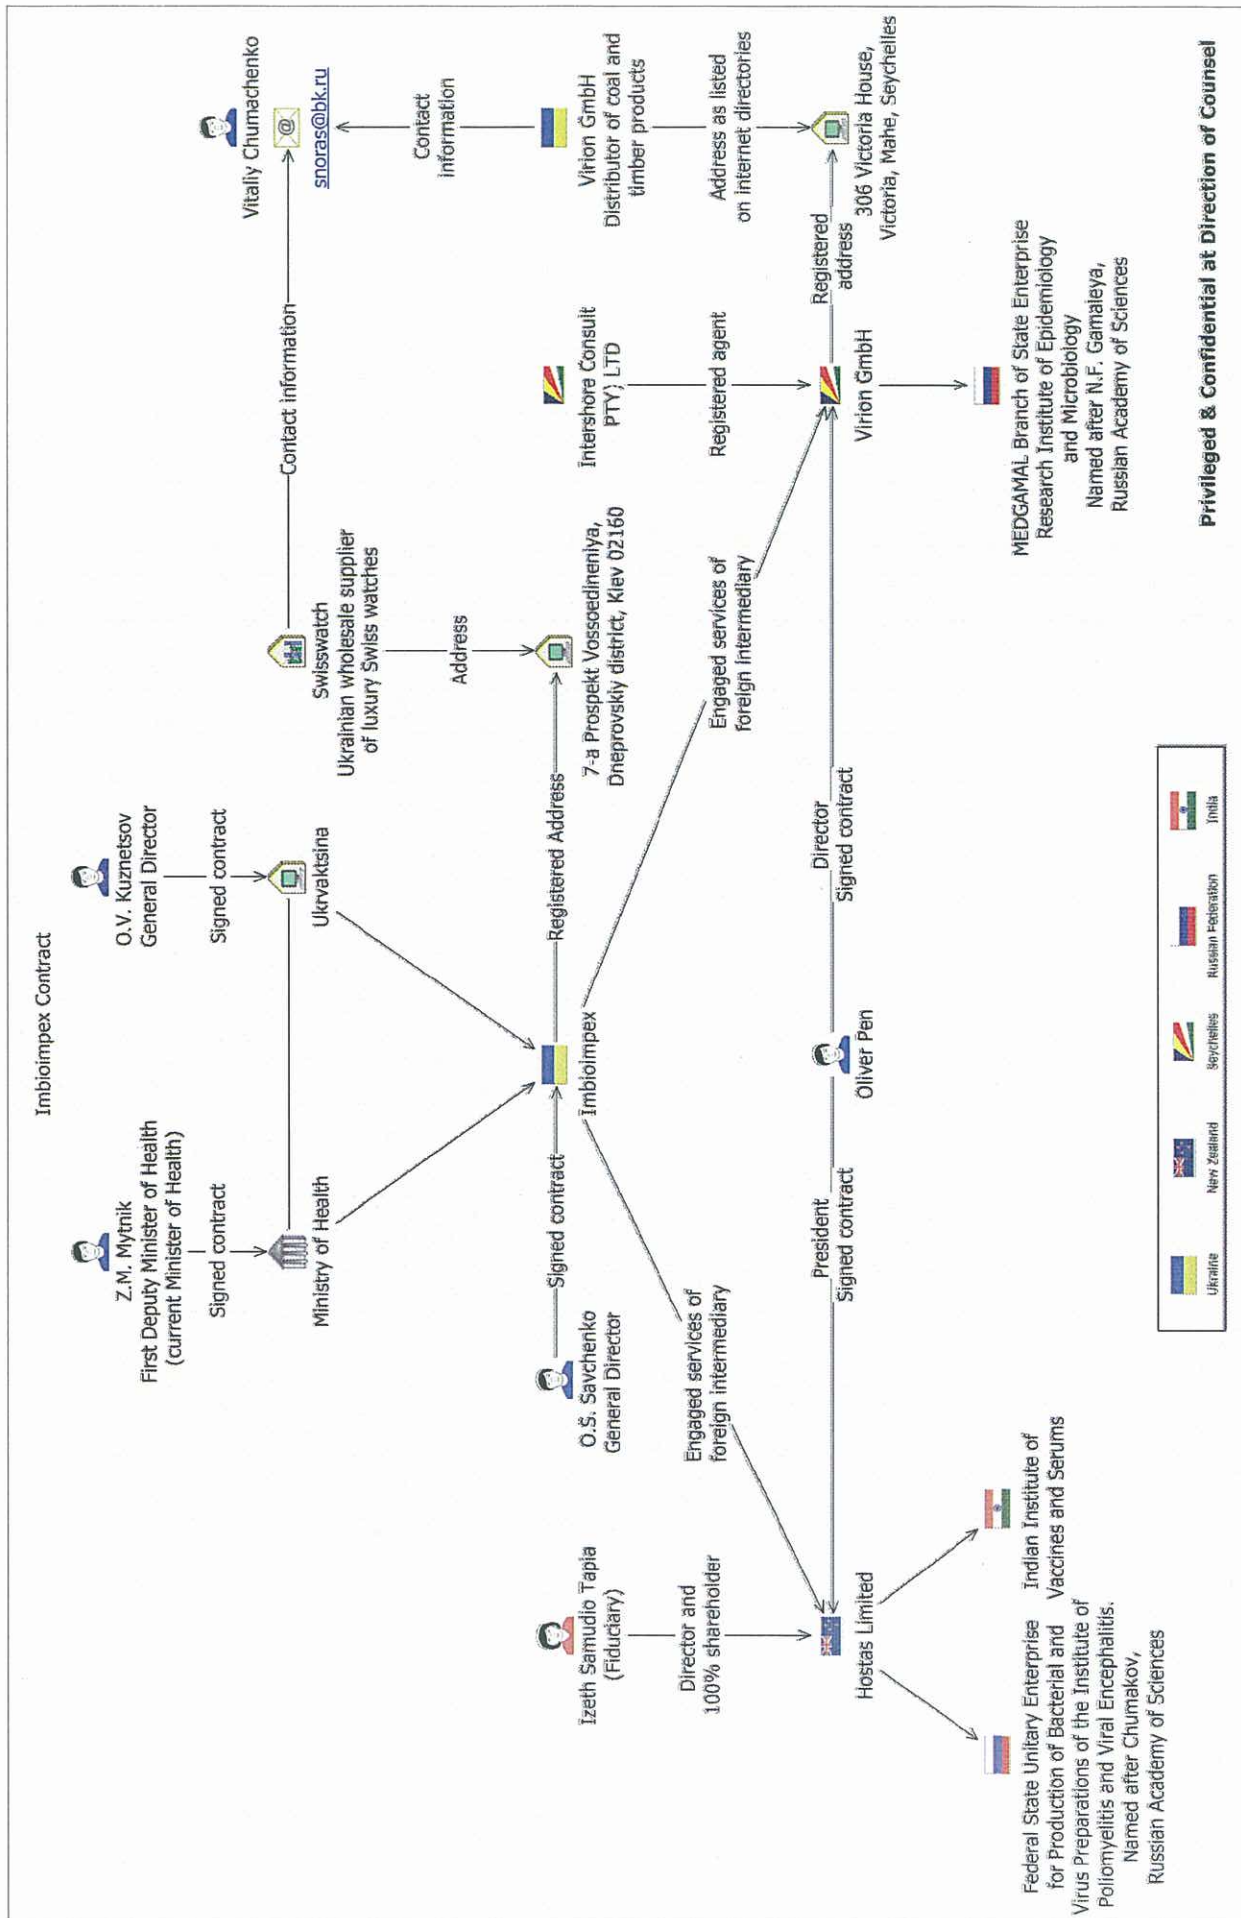 Imbioimpex Contract
Z.M. Mytnik
First Deputy Minister of Health
(current Minister of Health)
Signed contract
Ministry of Health
O.V. Kuznetsov
General Director
Signed contract
Ukrvaktsina
Swisswatch
Ukrainian wholesale supplier
of luxury Swiss watches
Address
Contact information
Vitaliy Chumachenko
snoras@bk.ru
Contact
information
Izeth Samudio Tapia
(Fiduciary)
Director and
100% shareholder
O.S. Savchenko
General Director
Signed contract
Imbioimpex
Registered Address
7-a Prospekt Vossoedineniya,
Dneprovskiy district, Kiev 02160
Intershore Consult
PTY) LTD
Registered agent
Virion GmbH
Distributor of coal and
timber products
Address as listed
on internet directories
Engaged services of
foreign intermediary
Engaged services of
foreign intermediary
Hostas Limited
President
Signed contract
Oliver Pen
Director
Signed contract
Virion GmbH
Registered
address
306 Victoria House,
Victoria, Mahe, Seychelles
Federal State Unitary Enterprise
for Production of Bacterial and
Virus Preparations of the Institute of
Poliomyelitis and Viral Encephalitis.
Named after Chumakov,
Russian Academy of Sciences
Indian Institute of
Vaccines and Serums
MEDGAMAL Branch of State Enterprise
Research Institute of Epidemiology
and Microbiology
Named after N.F. Gamaleya,
Russian Academy of Sciences
Ukraine
New Zealand
Seychelles
Russian Federation
India
Privileged & Confidential at Direction of Counsel